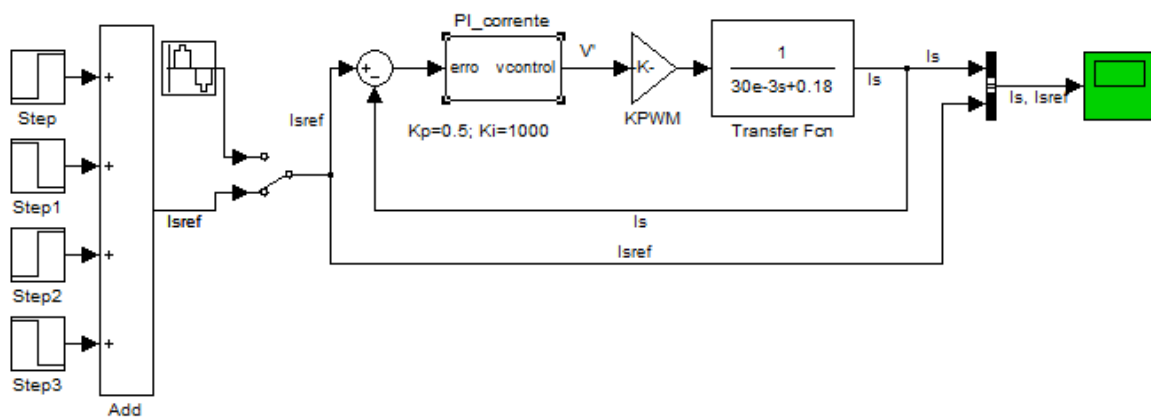 Step
Step1
Step2
Step3
+
+
+
+
Add
Isref
Isref
+
-
PI_corrente
erro
vcontrol
Kp=0.5; Ki=1000
V'
K-
KPWM
1
30e-3s+0.18
Transfer Fcn
Is
Is
Is
Isref
Is, Isref